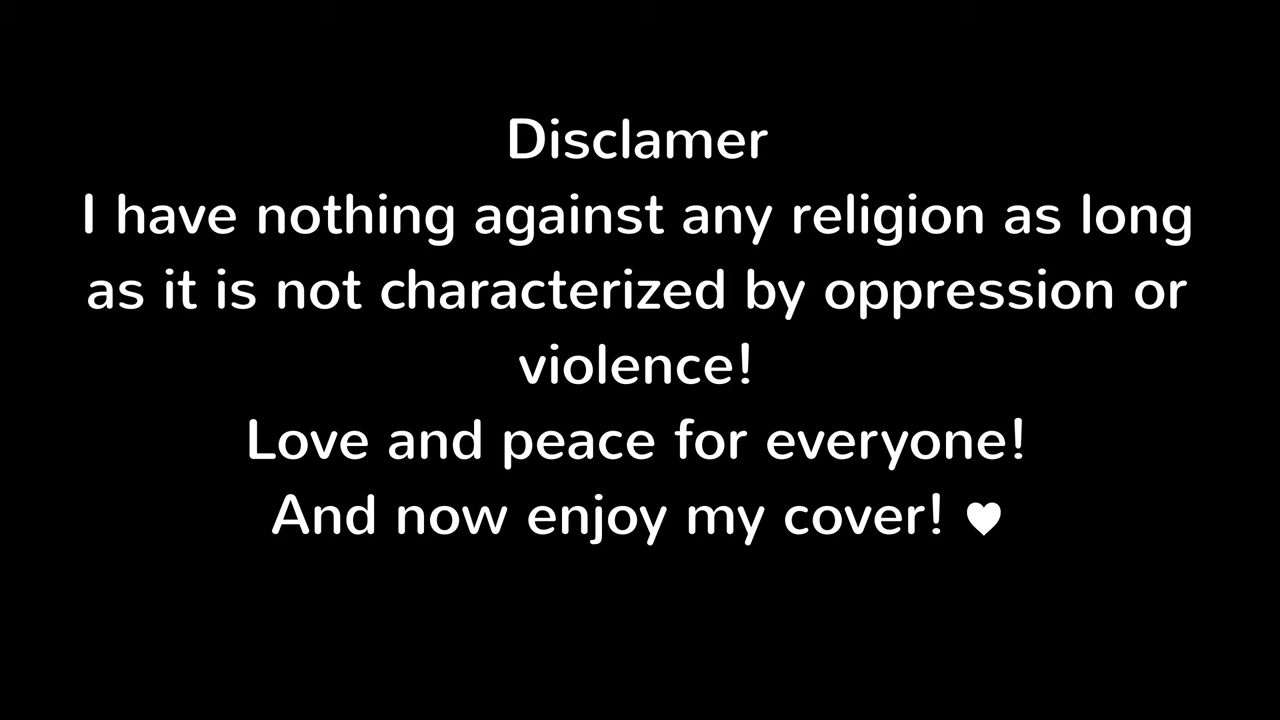 Disclamer
I have nothing against any religion as long
as it is not characterized by oppression or
violence!
Love and peace for everyone!
And now enjoy my cover! ♥